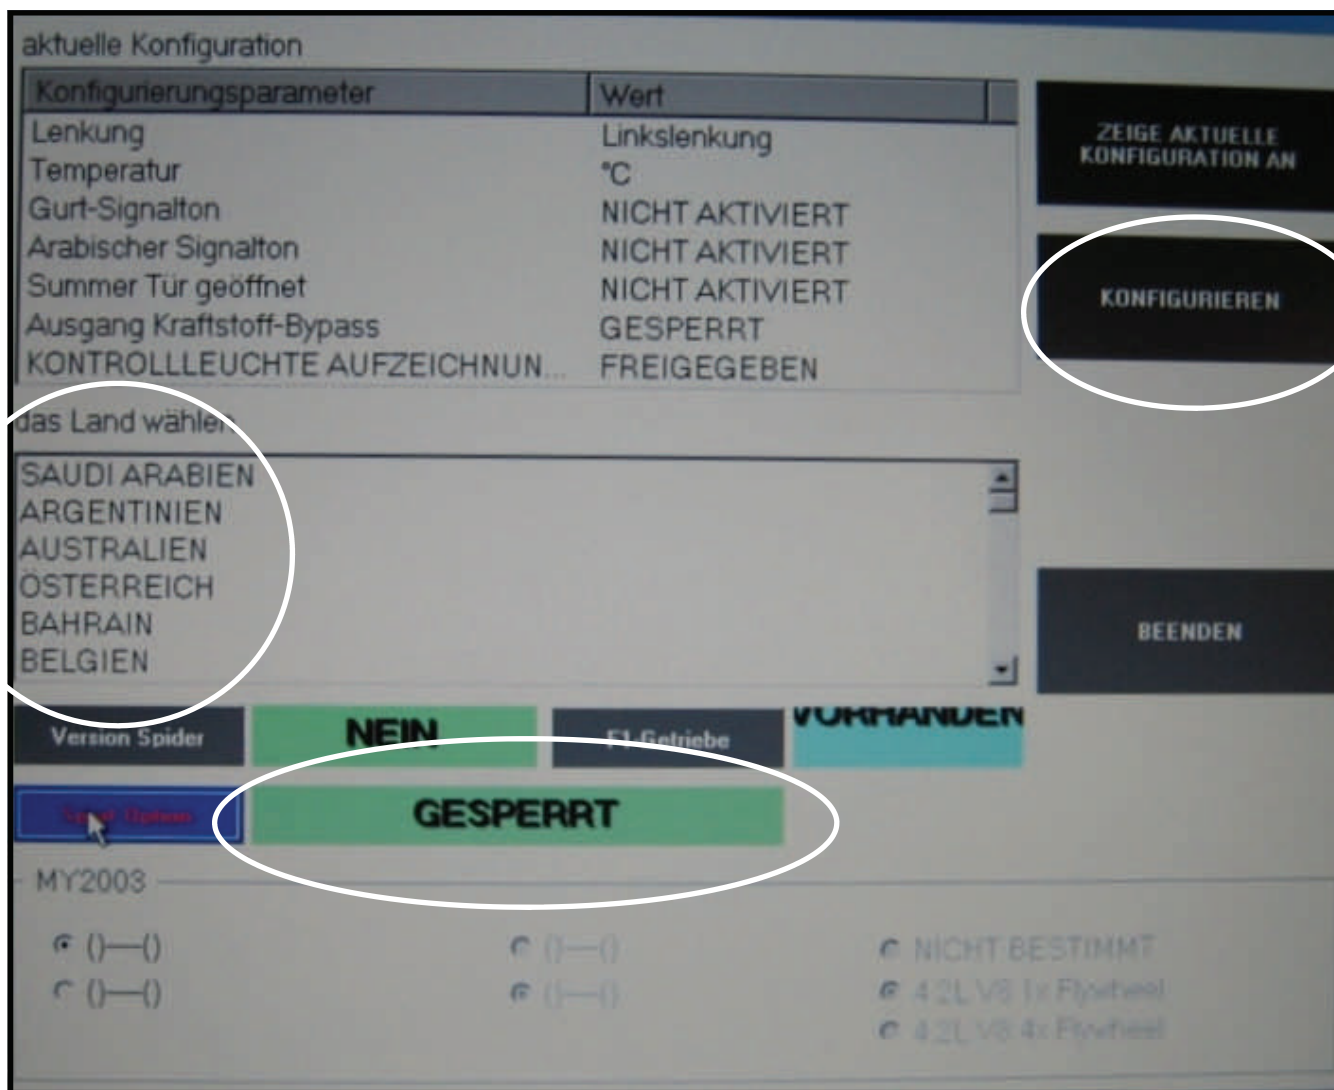 aktuelle Konfiguration
Konfigurierungsparameter Wert
Lenkung Linkslenkung
Temperatur °C
Gurt-Signalton NICHT AKTIVIERT
Arabischer Signalton NICHT AKTIVIERT
Summer Tür geöffnet NICHT AKTIVIERT
Ausgang Kraftstoff-Bypass GESPERRT
KONTROLLLEUCHTE AUFZEICHNUN... FREIGEGEBEN
ZEIGE AKTUELLE
KONFIGURATION AN
KONFIGURIEREN
das Land wählen
SAUDI ARABIEN
ARGENTINIEN
AUSTRALIEN
ÖSTERREICH
BAHRAIN
BELGIEN
BEENDEN
Version Spider NEIN F1-Getriebe VORHANDEN
GESPERRT
MY2003
()—() ()—() NICHT BESTIMMT
()—() ()—() 4.2L V8 1x Flywheel
4.2L V8 4x Flywheel